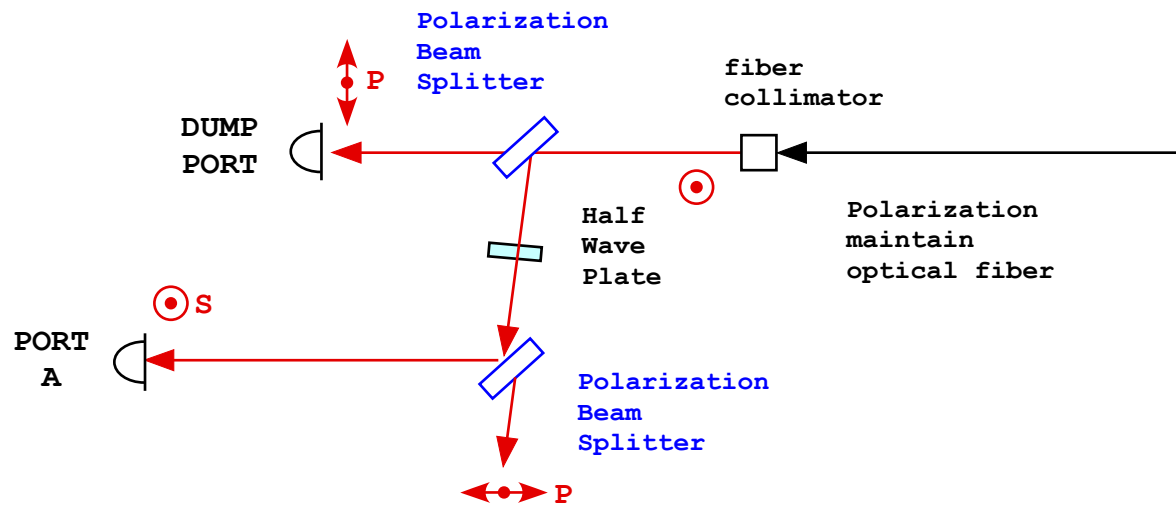 Polarization
Beam
Splitter
P
fiber
collimator
DUMP
PORT
Half
Wave
Plate
Polarization
maintain
optical fiber
S
PORT
A
Polarization
Beam
Splitter
P